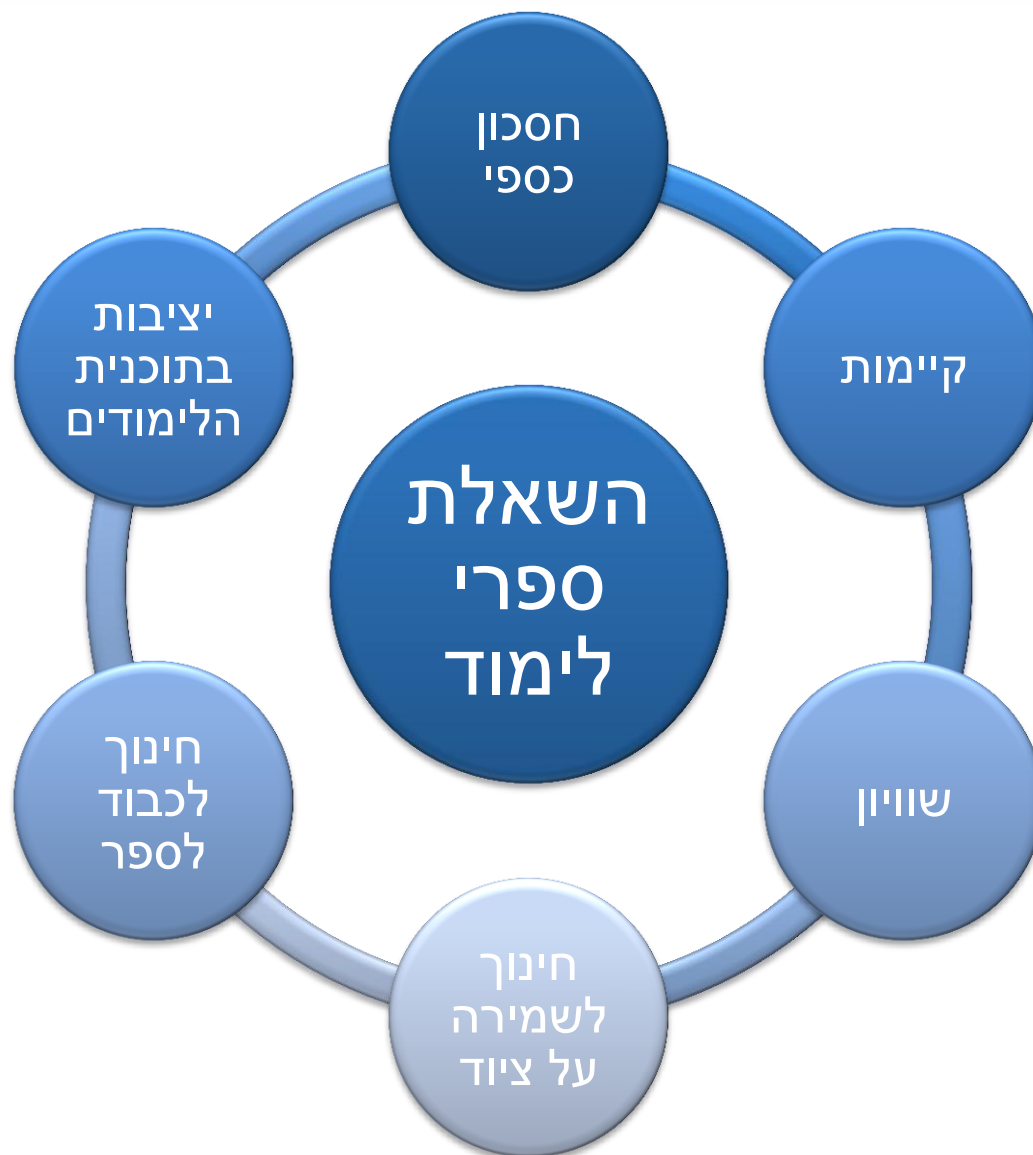 השאלת
ספרי
לימוד
חסכון
כספי
קיימות
שוויון
חינוך
לשמירה
על ציוד
חינוך
לכבוד
לספר
יציבות
בתוכנית
הלימודים